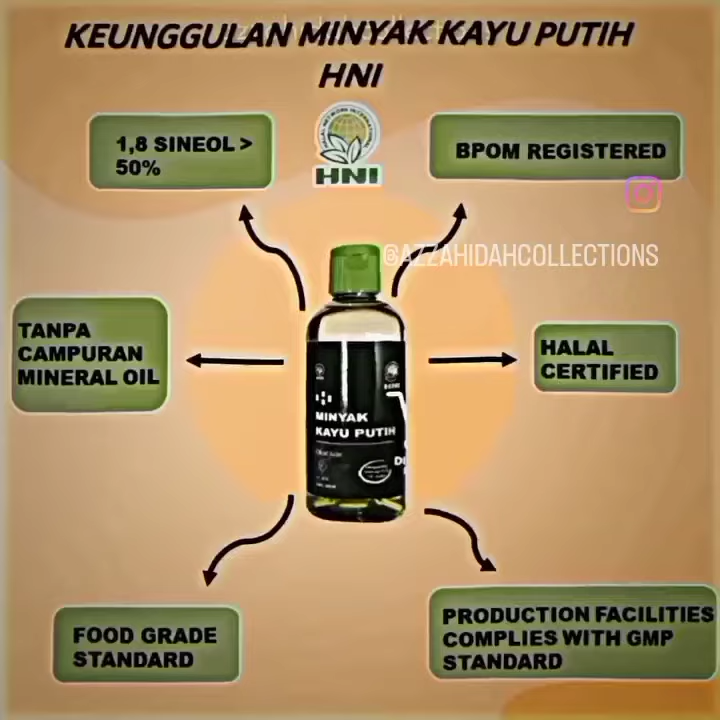 KEUNGGULAN MINYAK KAYU PUTIH
HNI
HNI
1,8 SINEOL >
50%
BPOM REGISTERED
@AZZAHIDAHCOLLECTIONS
TANPA
CAMPURAN
MINERAL OIL
HALAL
CERTIFIED
MINYAK
KAYU PUTIH
FOOD GRADE
STANDARD
PRODUCTION FACILITIES
COMPLIES WITH GMP
STANDARD